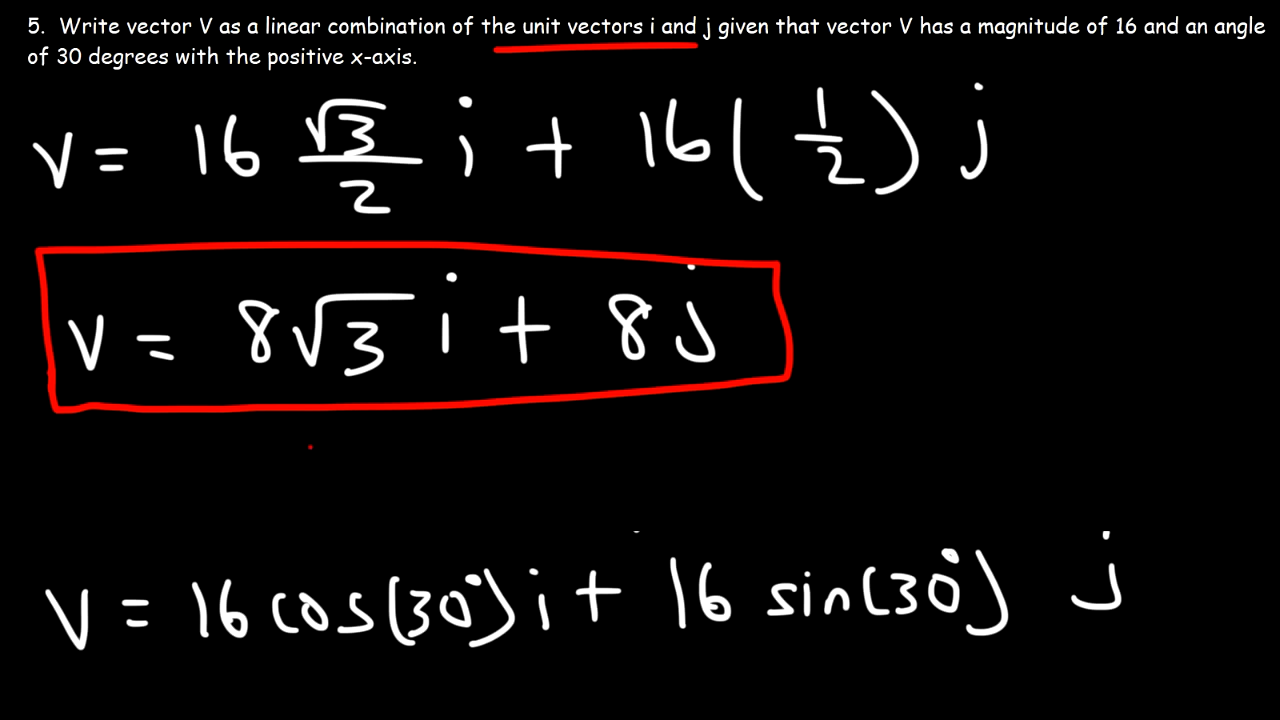 5. Write vector V as a linear combination of the unit vectors i and j given that vector V has a magnitude of 16 and an angle
of 30 degrees with the positive x-axis.
V = 16 √3/2 i + 16 (1/2) j
V = 8√3 i + 8 j
V = 16 cos(30°) i + 16 sin(30°) j